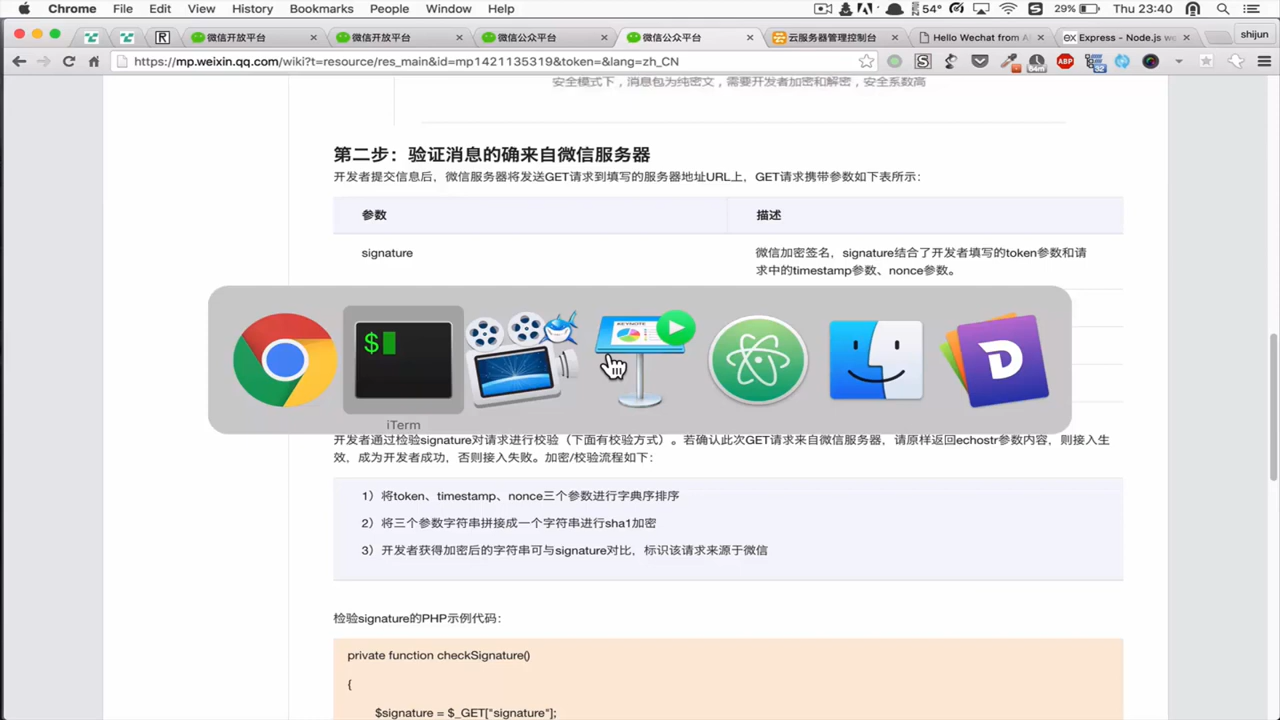 Chrome File Edit View History Bookmarks People Window Help 54° 29% Thu 23:40
微信开放平台 微信开放平台 微信公众平台 微信公众平台 云服务器管理控制台 Hello Wechat from Al Express - Node.js we shijun
https://mp.weixin.qq.com/wiki?t=resource/res_main&id=mp1421135319&token=&lang=zh_CN
安全模式下，消息包为纯密文，需要开发者加密和解密，安全系数高
第二步：验证消息的确来自微信服务器
开发者提交信息后，微信服务器将发送GET请求到填写的服务器地址URL上，GET请求携带参数如下表所示：
参数 描述
signature 微信加密签名，signature结合了开发者填写的token参数和请
求中的timestamp参数、nonce参数。
KEYNOTE
$
D
iTerm
开发者通过检验signature对请求进行校验（下面有校验方式）。若确认此次GET请求来自微信服务器，请原样返回echostr参数内容，则接入生
效，成为开发者成功，否则接入失败。加密/校验流程如下：
1）将token、timestamp、nonce三个参数进行字典序排序
2）将三个参数字符串拼接成一个字符串进行sha1加密
3）开发者获得加密后的字符串可与signature对比，标识该请求来源于微信
检验signature的PHP示例代码：
private function checkSignature()
{
$signature = $_GET["signature"];